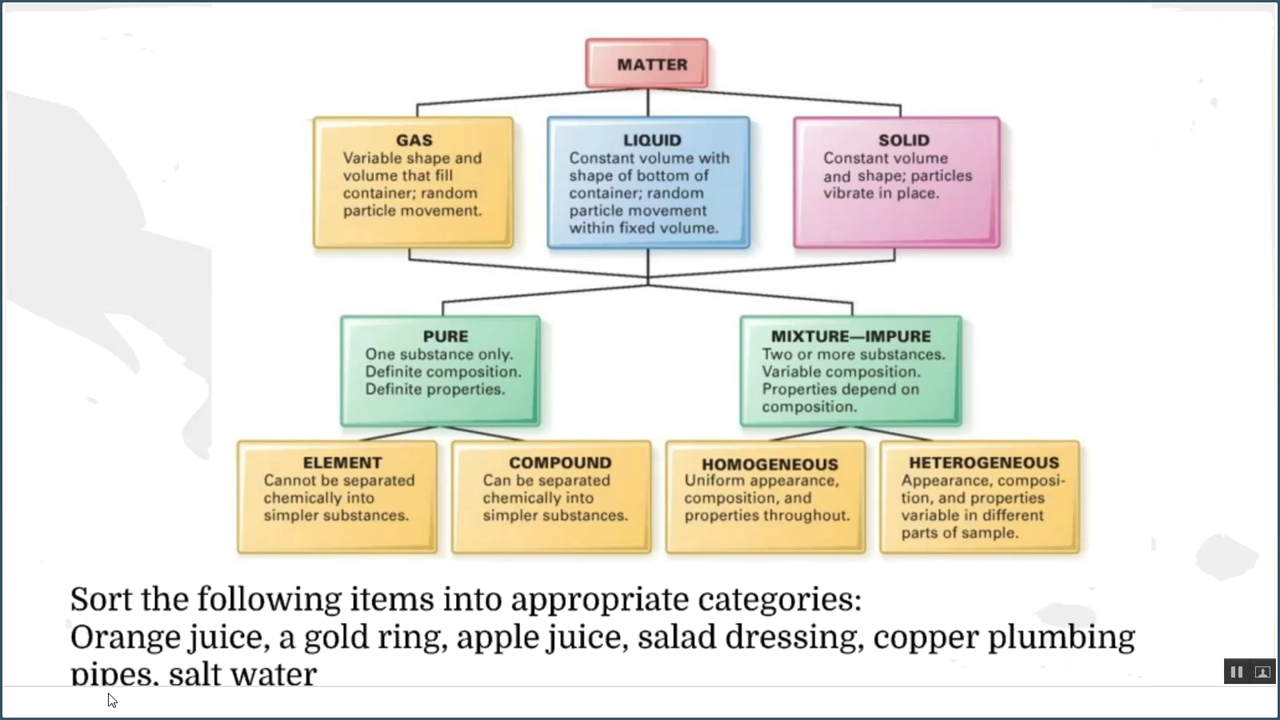 MATTER
GAS
Variable shape and
volume that fill
container; random
particle movement.
LIQUID
Constant volume with
shape of bottom of
container; random
particle movement
within fixed volume.
SOLID
Constant volume
and shape; particles
vibrate in place.
PURE
One substance only.
Definite composition.
Definite properties.
MIXTURE—IMPURE
Two or more substances.
Variable composition.
Properties depend on
composition.
ELEMENT
Cannot be separated
chemically into
simpler substances.
COMPOUND
Can be separated
chemically into
simpler substances.
HOMOGENEOUS
Uniform appearance,
composition, and
properties throughout.
HETEROGENEOUS
Appearance, composi-
tion, and properties
variable in different
parts of sample.
Sort the following items into appropriate categories:
Orange juice, a gold ring, apple juice, salad dressing, copper plumbing
pipes, salt water